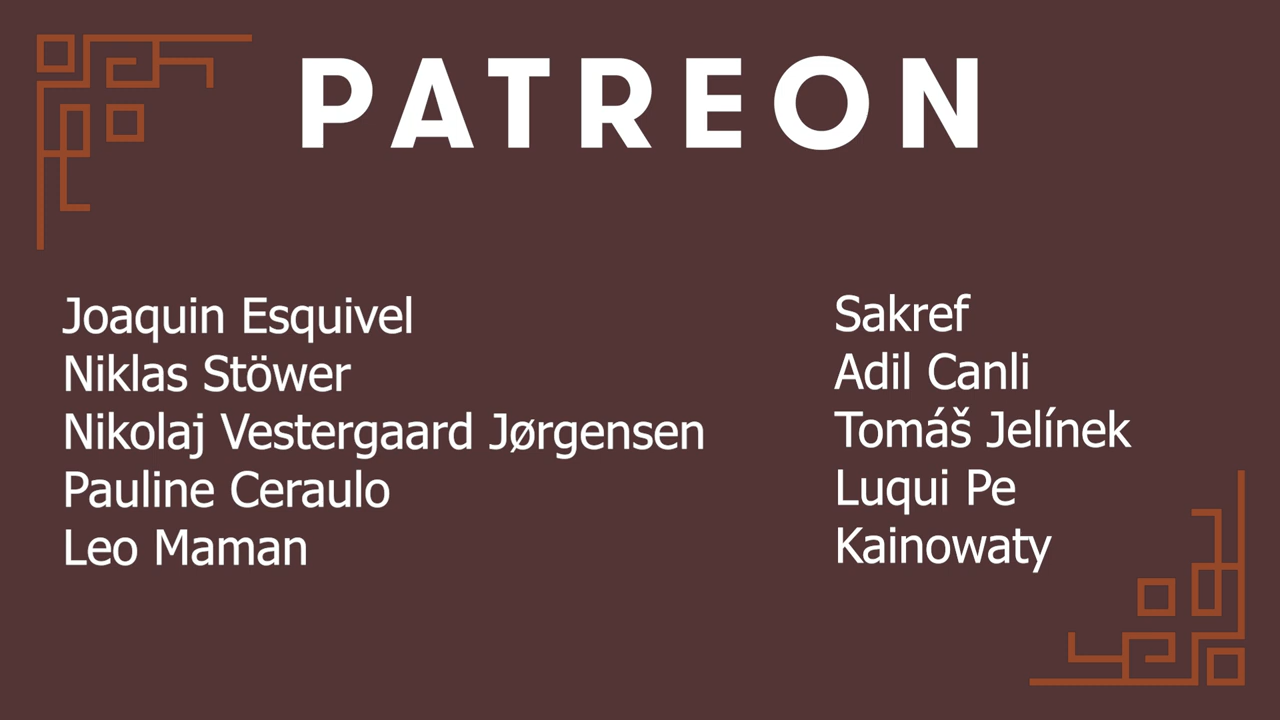 PATREON
Joaquin Esquivel
Niklas Stöwer
Nikolaj Vestergaard Jørgensen
Pauline Ceraulo
Leo Maman
Sakref
Adil Canli
Tomáš Jelínek
Luqui Pe
Kainowaty